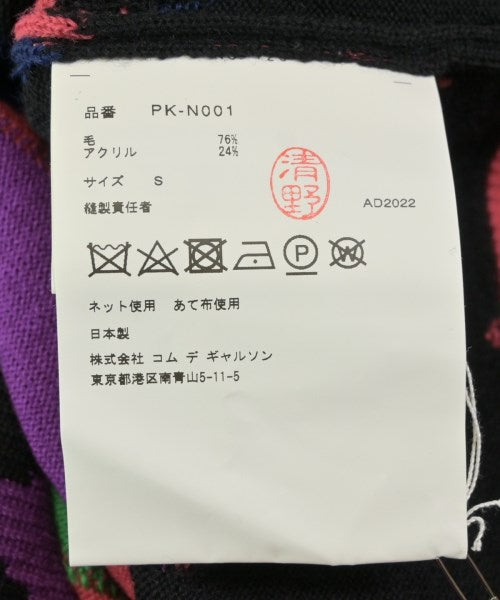 品番 PK-N001
毛 76%
アクリル 24%
サイズ S
清野
縫製責任者 AD2022
P W
ネット使用 あて布使用
日本製
株式会社 コム デ ギャルソン
東京都港区南青山5-11-5